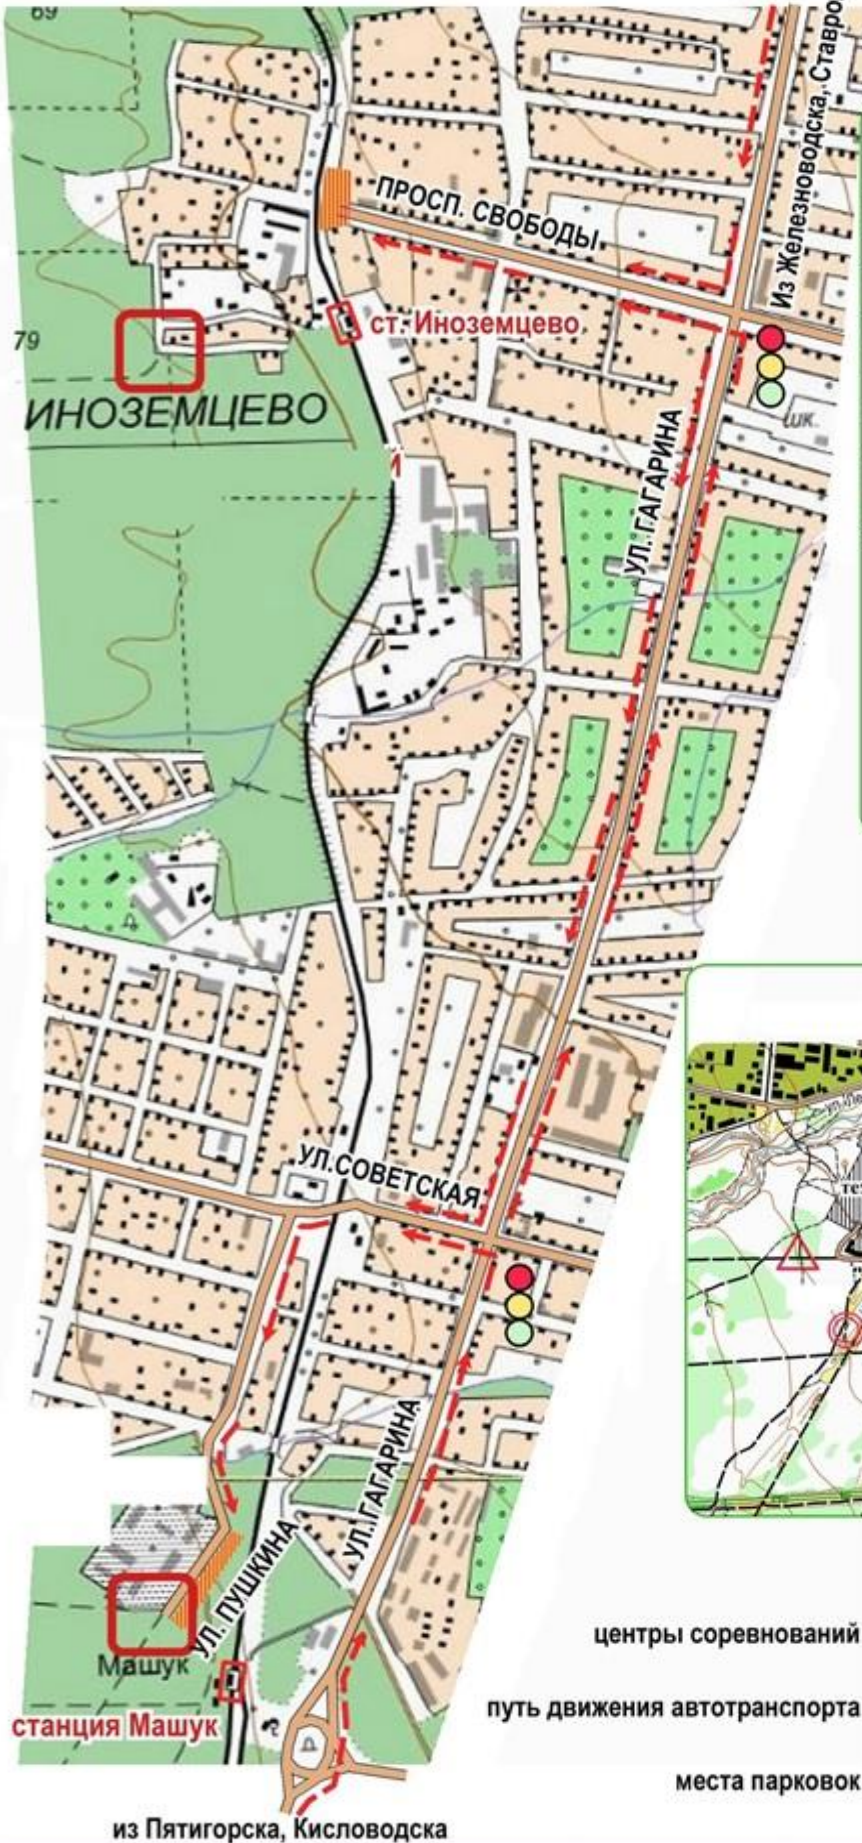 69
Из Железноводска, Ставро
ПРОСП. СВОБОДЫ
ст. Иноземцево
79
ИНОЗЕМЦЕВО
шк.
й
УЛ. ГАГАРИНА
УЛ.СОВЕТСКАЯ
УЛ. ГАГАРИНА
УЛ. ПУШКИНА
Машук
станция Машук
центры соревнований
путь движения автотранспорта
места парковок
из Пятигорска, Кисловодска